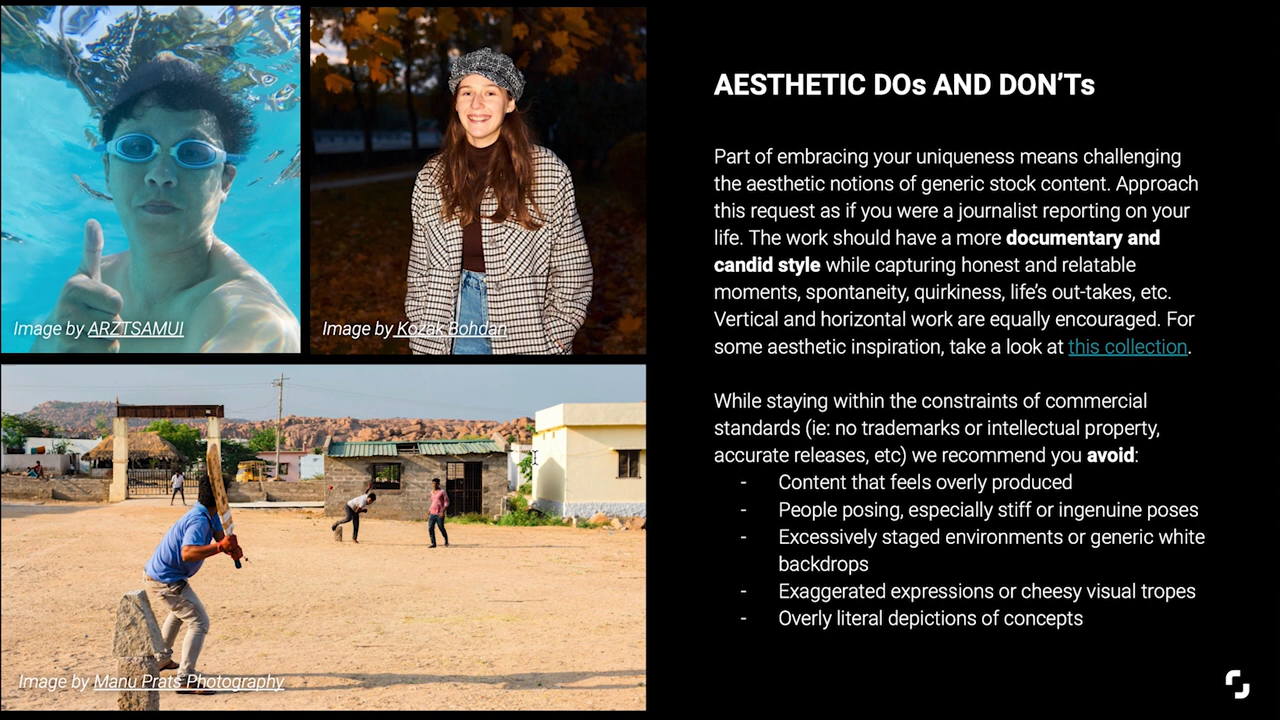 Image by ARZTSAMUI
Image by Kozak Bohdan
Image by Manu Prats Photography
AESTHETIC DOs AND DON'Ts
Part of embracing your uniqueness means challenging
the aesthetic notions of generic stock content. Approach
this request as if you were a journalist reporting on your
life. The work should have a more documentary and
candid style while capturing honest and relatable
moments, spontaneity, quirkiness, life's out-takes, etc.
Vertical and horizontal work are equally encouraged. For
some aesthetic inspiration, take a look at this collection.
While staying within the constraints of commercial
standards (ie: no trademarks or intellectual property,
accurate releases, etc) we recommend you avoid:
- Content that feels overly produced
- People posing, especially stiff or ingenuine poses
- Excessively staged environments or generic white
backdrops
- Exaggerated expressions or cheesy visual tropes
- Overly literal depictions of concepts